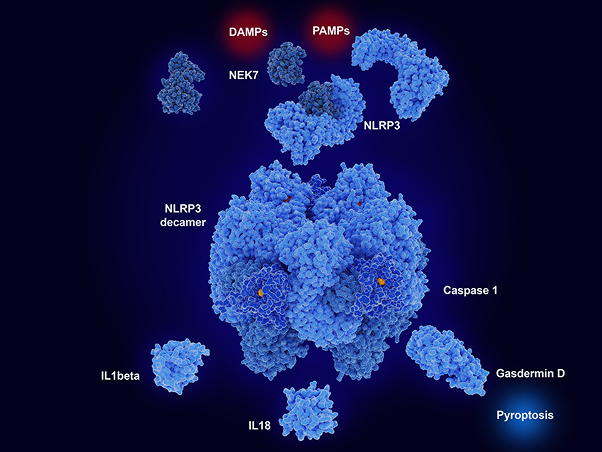 DAMPs
PAMPs
NEK7
NLRP3
NLRP3
decamer
Caspase 1
IL1beta
Gasdermin D
IL18
Pyroptosis